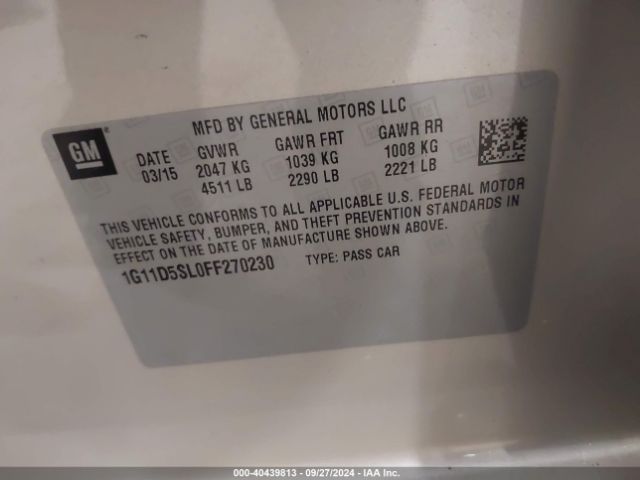 GM
MFD BY GENERAL MOTORS LLC
DATE GVWR GAWR FRT GAWR RR
03/15 2047 KG 1039 KG 1008 KG
4511 LB 2290 LB 2221 LB
THIS VEHICLE CONFORMS TO ALL APPLICABLE U.S. FEDERAL MOTOR
VEHICLE SAFETY, BUMPER, AND THEFT PREVENTION STANDARDS IN
EFFECT ON THE DATE OF MANUFACTURE SHOWN ABOVE.
1G11D5SL0FF270230 TYPE: PASS CAR
000-40439813 - 09/27/2024 - IAAI.COM